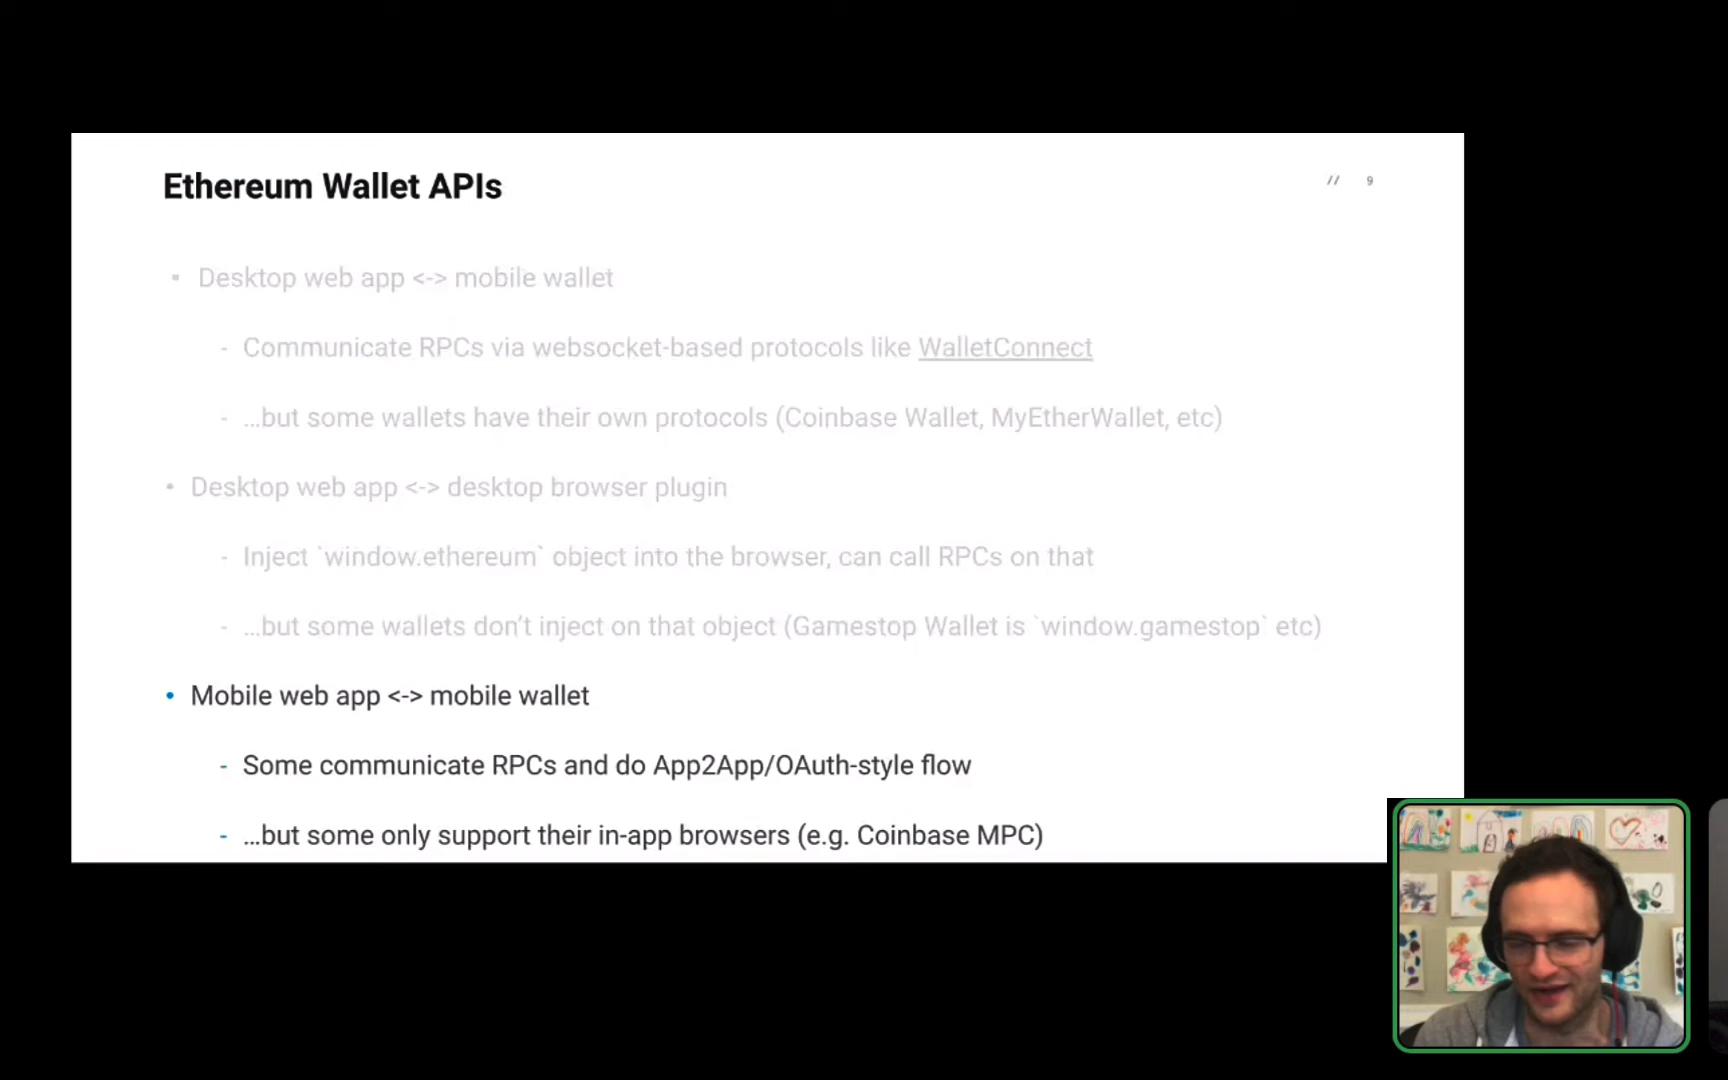 Ethereum Wallet APIs
// 9
▪ Desktop web app <-> mobile wallet
- Communicate RPCs via websocket-based protocols like WalletConnect
- ...but some wallets have their own protocols (Coinbase Wallet, MyEtherWallet, etc)
• Desktop web app <-> desktop browser plugin
- Inject `window.ethereum` object into the browser, can call RPCs on that
- ...but some wallets don't inject on that object (Gamestop Wallet is `window.gamestop` etc)
• Mobile web app <-> mobile wallet
- Some communicate RPCs and do App2App/OAuth-style flow
- ...but some only support their in-app browsers (e.g. Coinbase MPC)